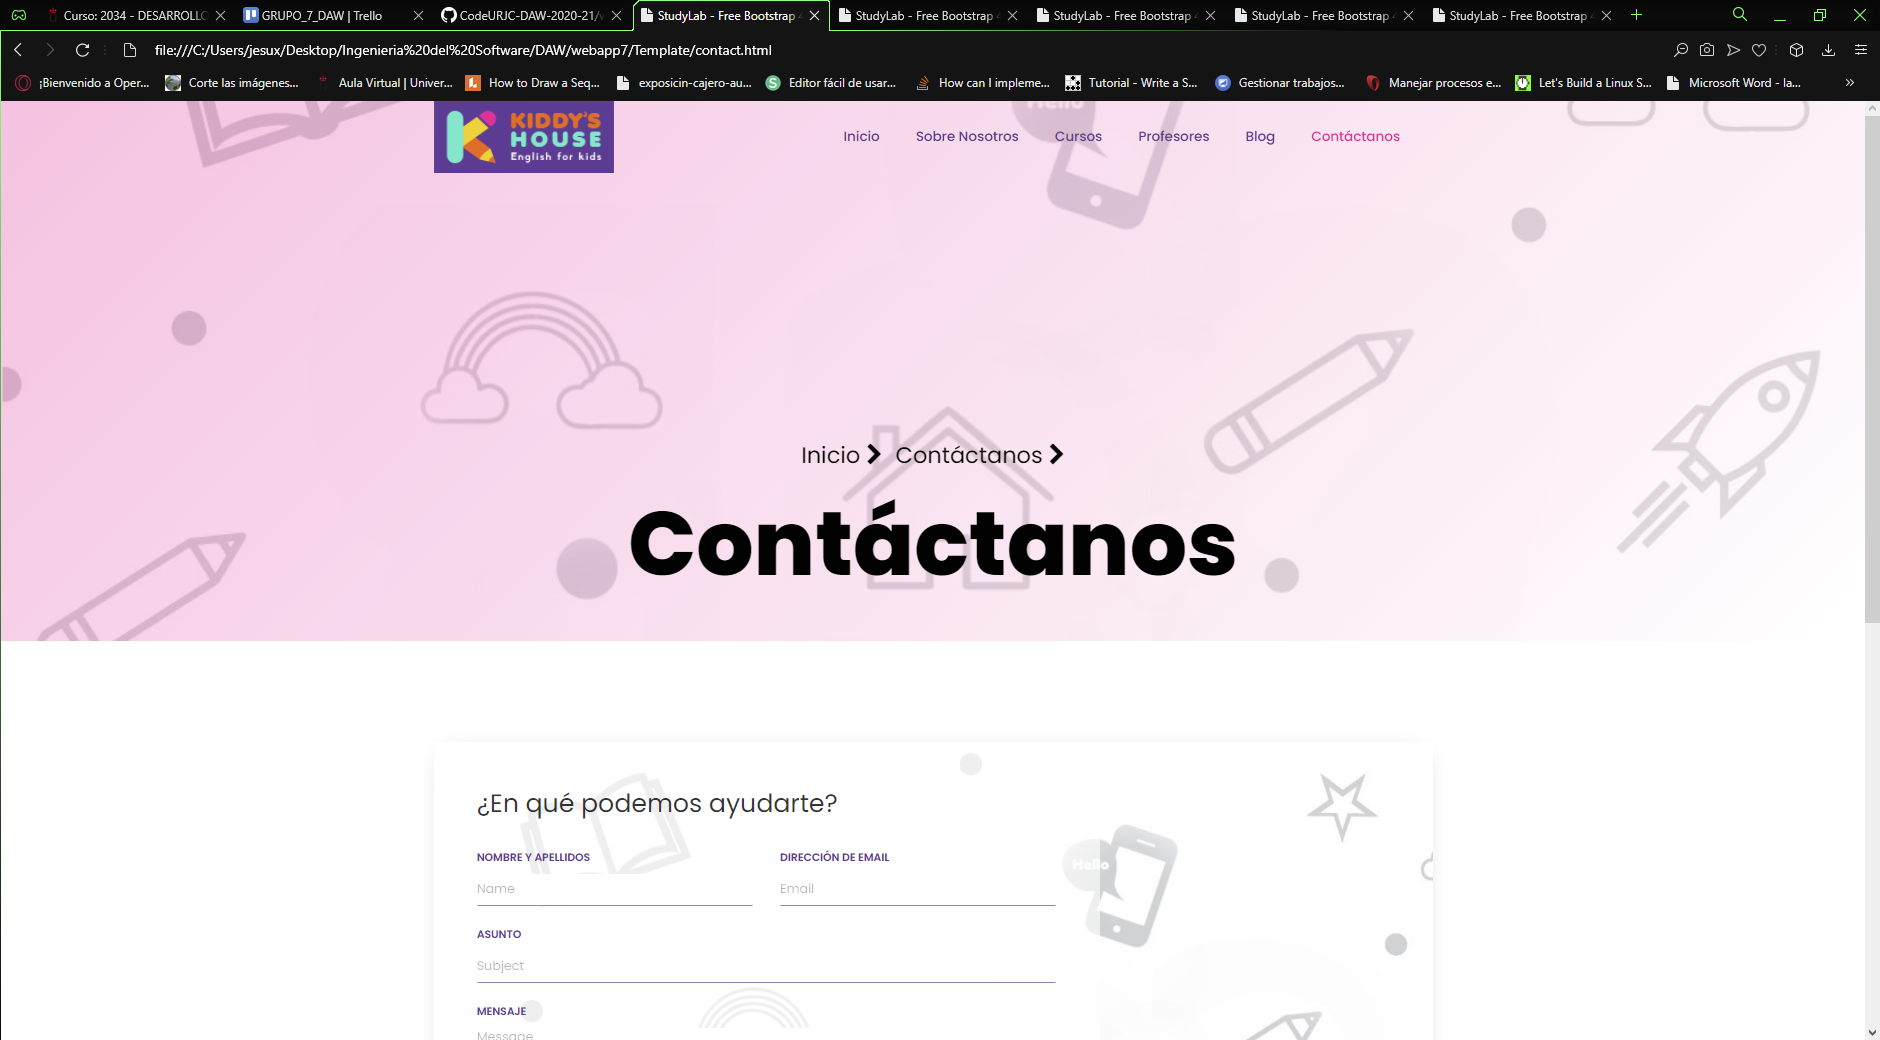 Curso: 2034 - DESARROLLO
GRUPO_7_DAW | Trello
CodeURJC-DAW-2020-21/
StudyLab - Free Bootstrap
StudyLab - Free Bootstrap
StudyLab - Free Bootstrap
StudyLab - Free Bootstrap
StudyLab - Free Bootstrap
file:///C:/Users/jesux/Desktop/Ingenieria%20del%20Software/DAW/webapp7/Template/contact.html
¡Bienvenido a Oper...
Corte las imágenes...
Aula Virtual | Univer...
How to Draw a Seq...
exposicin-cajero-au...
Editor fácil de usar...
How can I impleme...
Tutorial - Write a S...
Gestionar trabajos...
Manejar procesos e...
Let's Build a Linux S...
Microsoft Word - la...
Hello
KIDDY'S
HOUSE
English for kids
Inicio
Sobre Nosotros
Cursos
Profesores
Blog
Contáctanos
Inicio Contáctanos
Contáctanos
¿En qué podemos ayudarte?
NOMBRE Y APELLIDOS
DIRECCIÓN DE EMAIL
Hello
Name
Email
ASUNTO
Subject
MENSAJE
Message